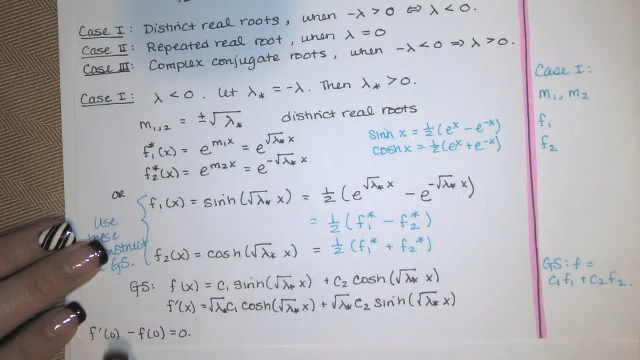 Case I: District real roots, when -λ > 0 ⇔ λ < 0.
Case II: Repeated real root, when λ = 0
Case III: Complex conjugate roots, when -λ < 0 ⇒ λ > 0.
Case I: λ < 0. Let λ* = -λ. Then λ* > 0.
m₁,₂ = ±√λ* district real roots
f₁*(x) = e^(m₁x) = e^(√λ* x)
f₂*(x) = e^(m₂x) = e^(-√λ* x)
sinh x = ½(e^x - e^-x)
cosh x = ½(e^x + e^-x)
OR
f₁(x) = sinh(√λ* x) = ½(e^(√λ* x) - e^(-√λ* x))
= ½(f₁* - f₂*)
f₂(x) = cosh(√λ* x) = ½(f₁* + f₂*)
Use
GS.
GS: f(x) = c₁ sinh(√λ* x) + c₂ cosh(√λ* x)
f'(x) = √λ* c₁ cosh(√λ* x) + √λ* c₂ sinh(√λ* x)
f'(0) - f(0) = 0.
Case I:
m₁, m₂
f₁
f₂
GS: f =
c₁f₁ + c₂f₂.